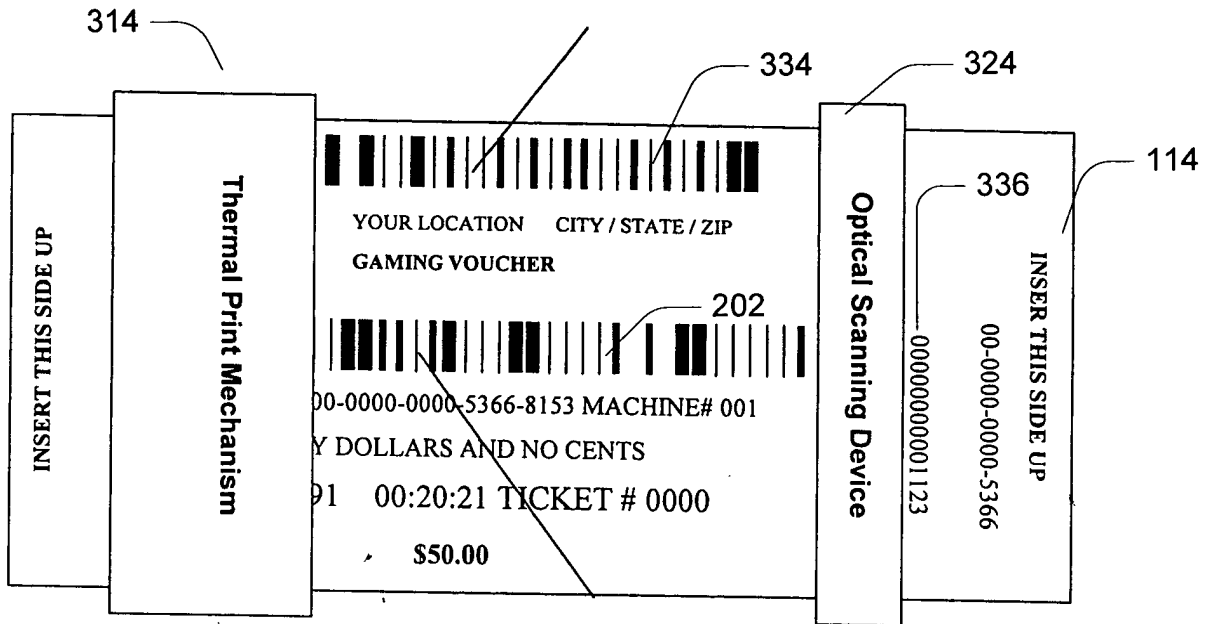 314
334
324
114
336
202
INSERT THIS SIDE UP
Thermal Print Mechanism
YOUR LOCATION CITY / STATE / ZIP
GAMING VOUCHER
00-0000-0000-5366-8153 MACHINE# 001
Y DOLLARS AND NO CENTS
91 00:20:21 TICKET # 0000
$50.00
Optical Scanning Device
0000000001123
00-0000-0000-5366
INSER THIS SIDE UP